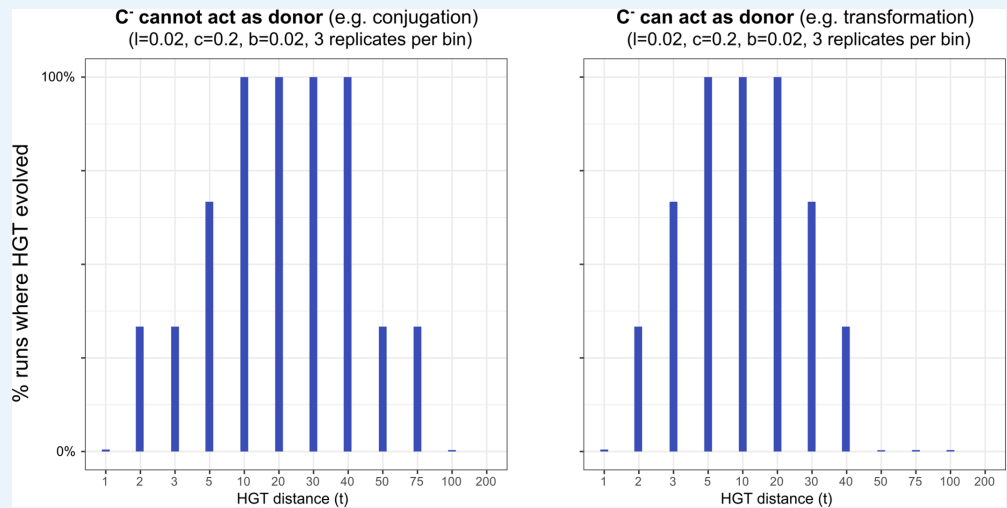 C- cannot act as donor (e.g. conjugation)
(l=0.02, c=0.2, b=0.02, 3 replicates per bin)
C- can act as donor (e.g. transformation)
(l=0.02, c=0.2, b=0.02, 3 replicates per bin)
% runs where HGT evolved
100%
0%
1 2 3 5 10 20 30 40 50 75 100 200
HGT distance (t)
1 2 3 5 10 20 30 40 50 75 100 200
HGT distance (t)